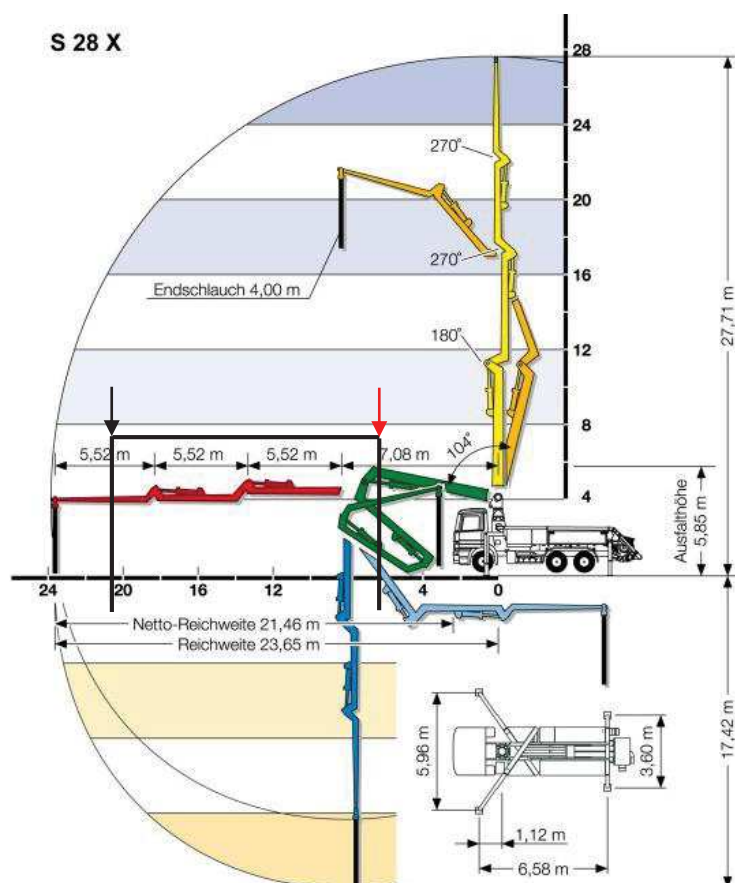 S 28 X
28
24
270°
20
270°
16
Endschlauch 4,00 m
27,71 m
180°
12
8
5,52 m
5,52 m
5,52 m
7,08 m
104°
4
Ausfalthöhe
5,85 m
24
20
16
12
8
4
0
Netto-Reichweite 21,46 m
Reichweite 23,65 m
17,42 m
5,96 m
3,60 m
1,12 m
6,58 m